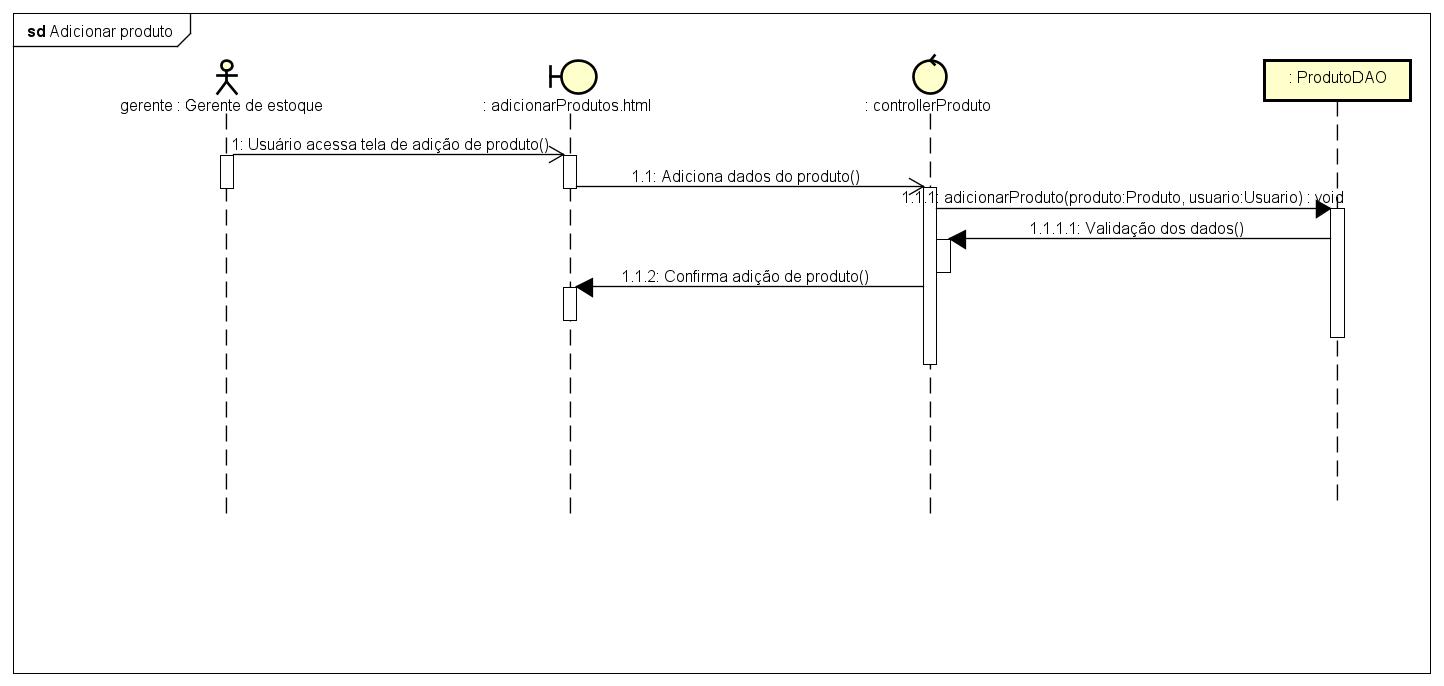 sd Adicionar produto
gerente : Gerente de estoque
: adicionarProdutos.html
: controllerProduto
: ProdutoDAO
1: Usuário acessa tela de adição de produto()
1.1: Adiciona dados do produto()
1.1.1: adicionarProduto(produto:Produto, usuario:Usuario) : void
1.1.1.1: Validação dos dados()
1.1.2: Confirma adição de produto()